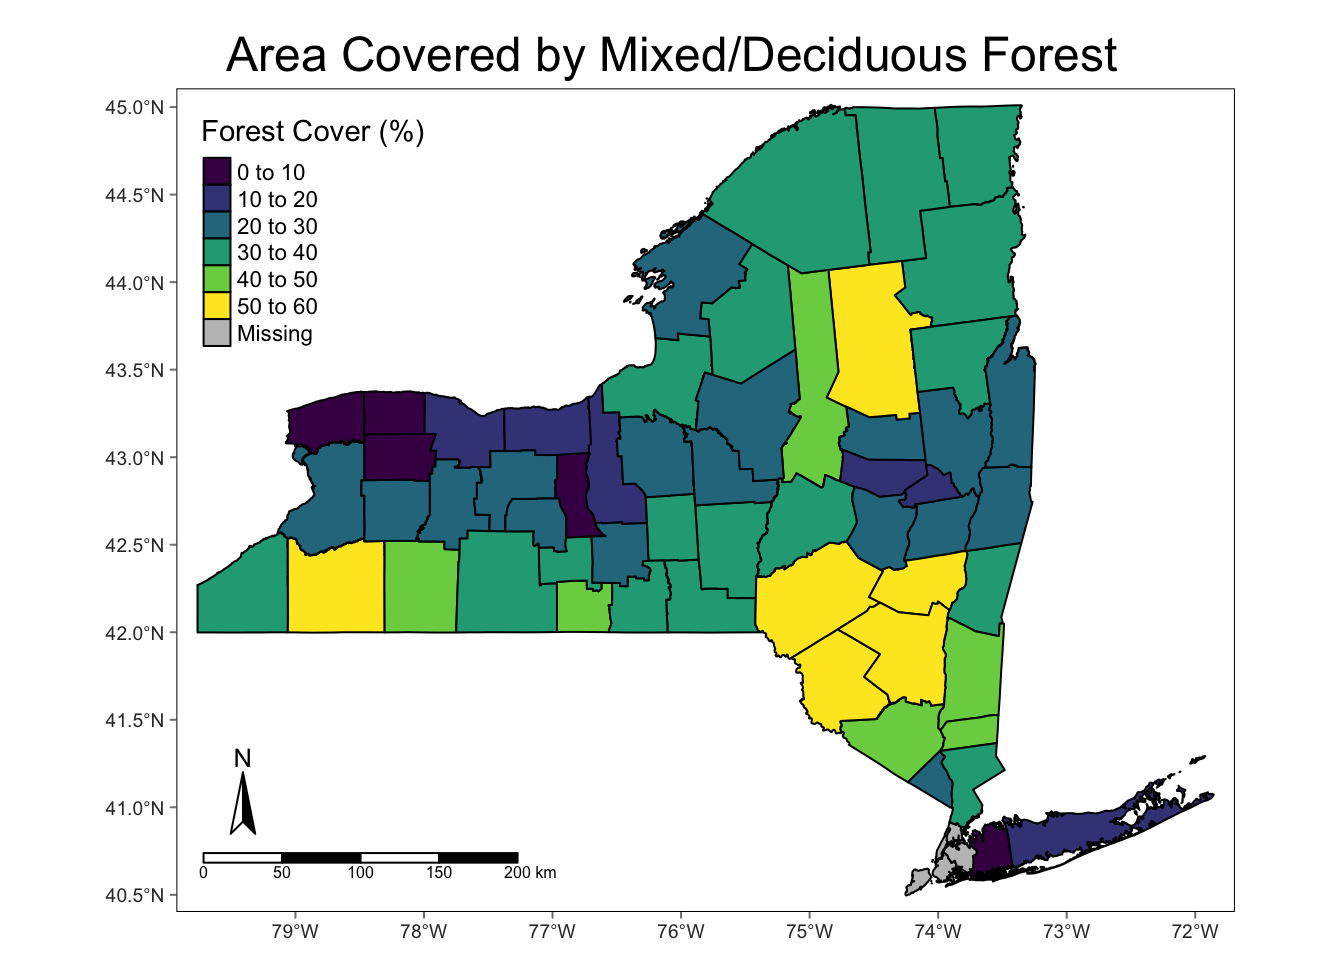 Area Covered by Mixed/Deciduous Forest
45.0°N
44.5°N
44.0°N
43.5°N
43.0°N
42.5°N
42.0°N
41.5°N
41.0°N
40.5°N
Forest Cover (%)
0 to 10
10 to 20
20 to 30
30 to 40
40 to 50
50 to 60
Missing
N
0 50 100 150 200 km
79°W 78°W 77°W 76°W 75°W 74°W 73°W 72°W